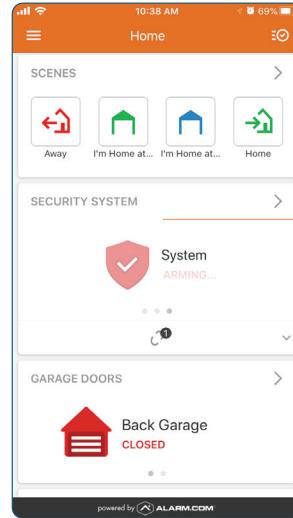 10:38 AM
69%
Home
SCENES
Away
I'm Home at...
I'm Home at...
Home
SECURITY SYSTEM
System
ARMING...
1
GARAGE DOORS
Back Garage
CLOSED
powered by ALARM.COM